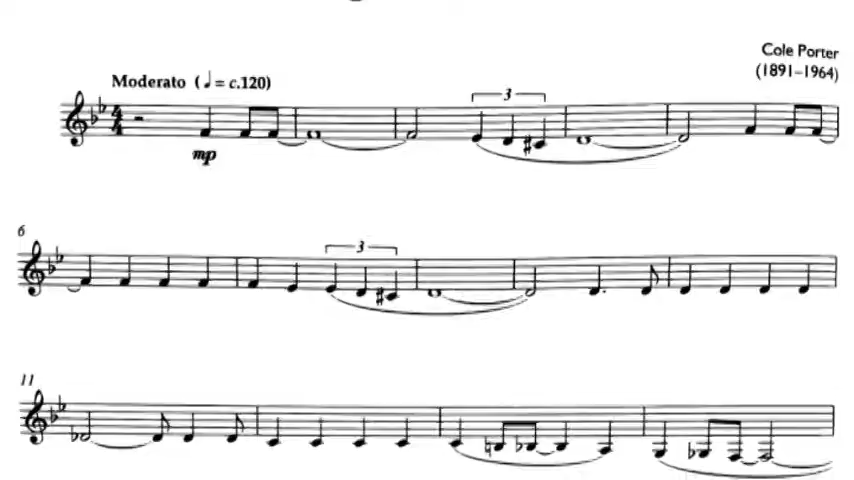 Cole Porter
(1891–1964)
Moderato (♩= c.120)
3
mp
6
3
11